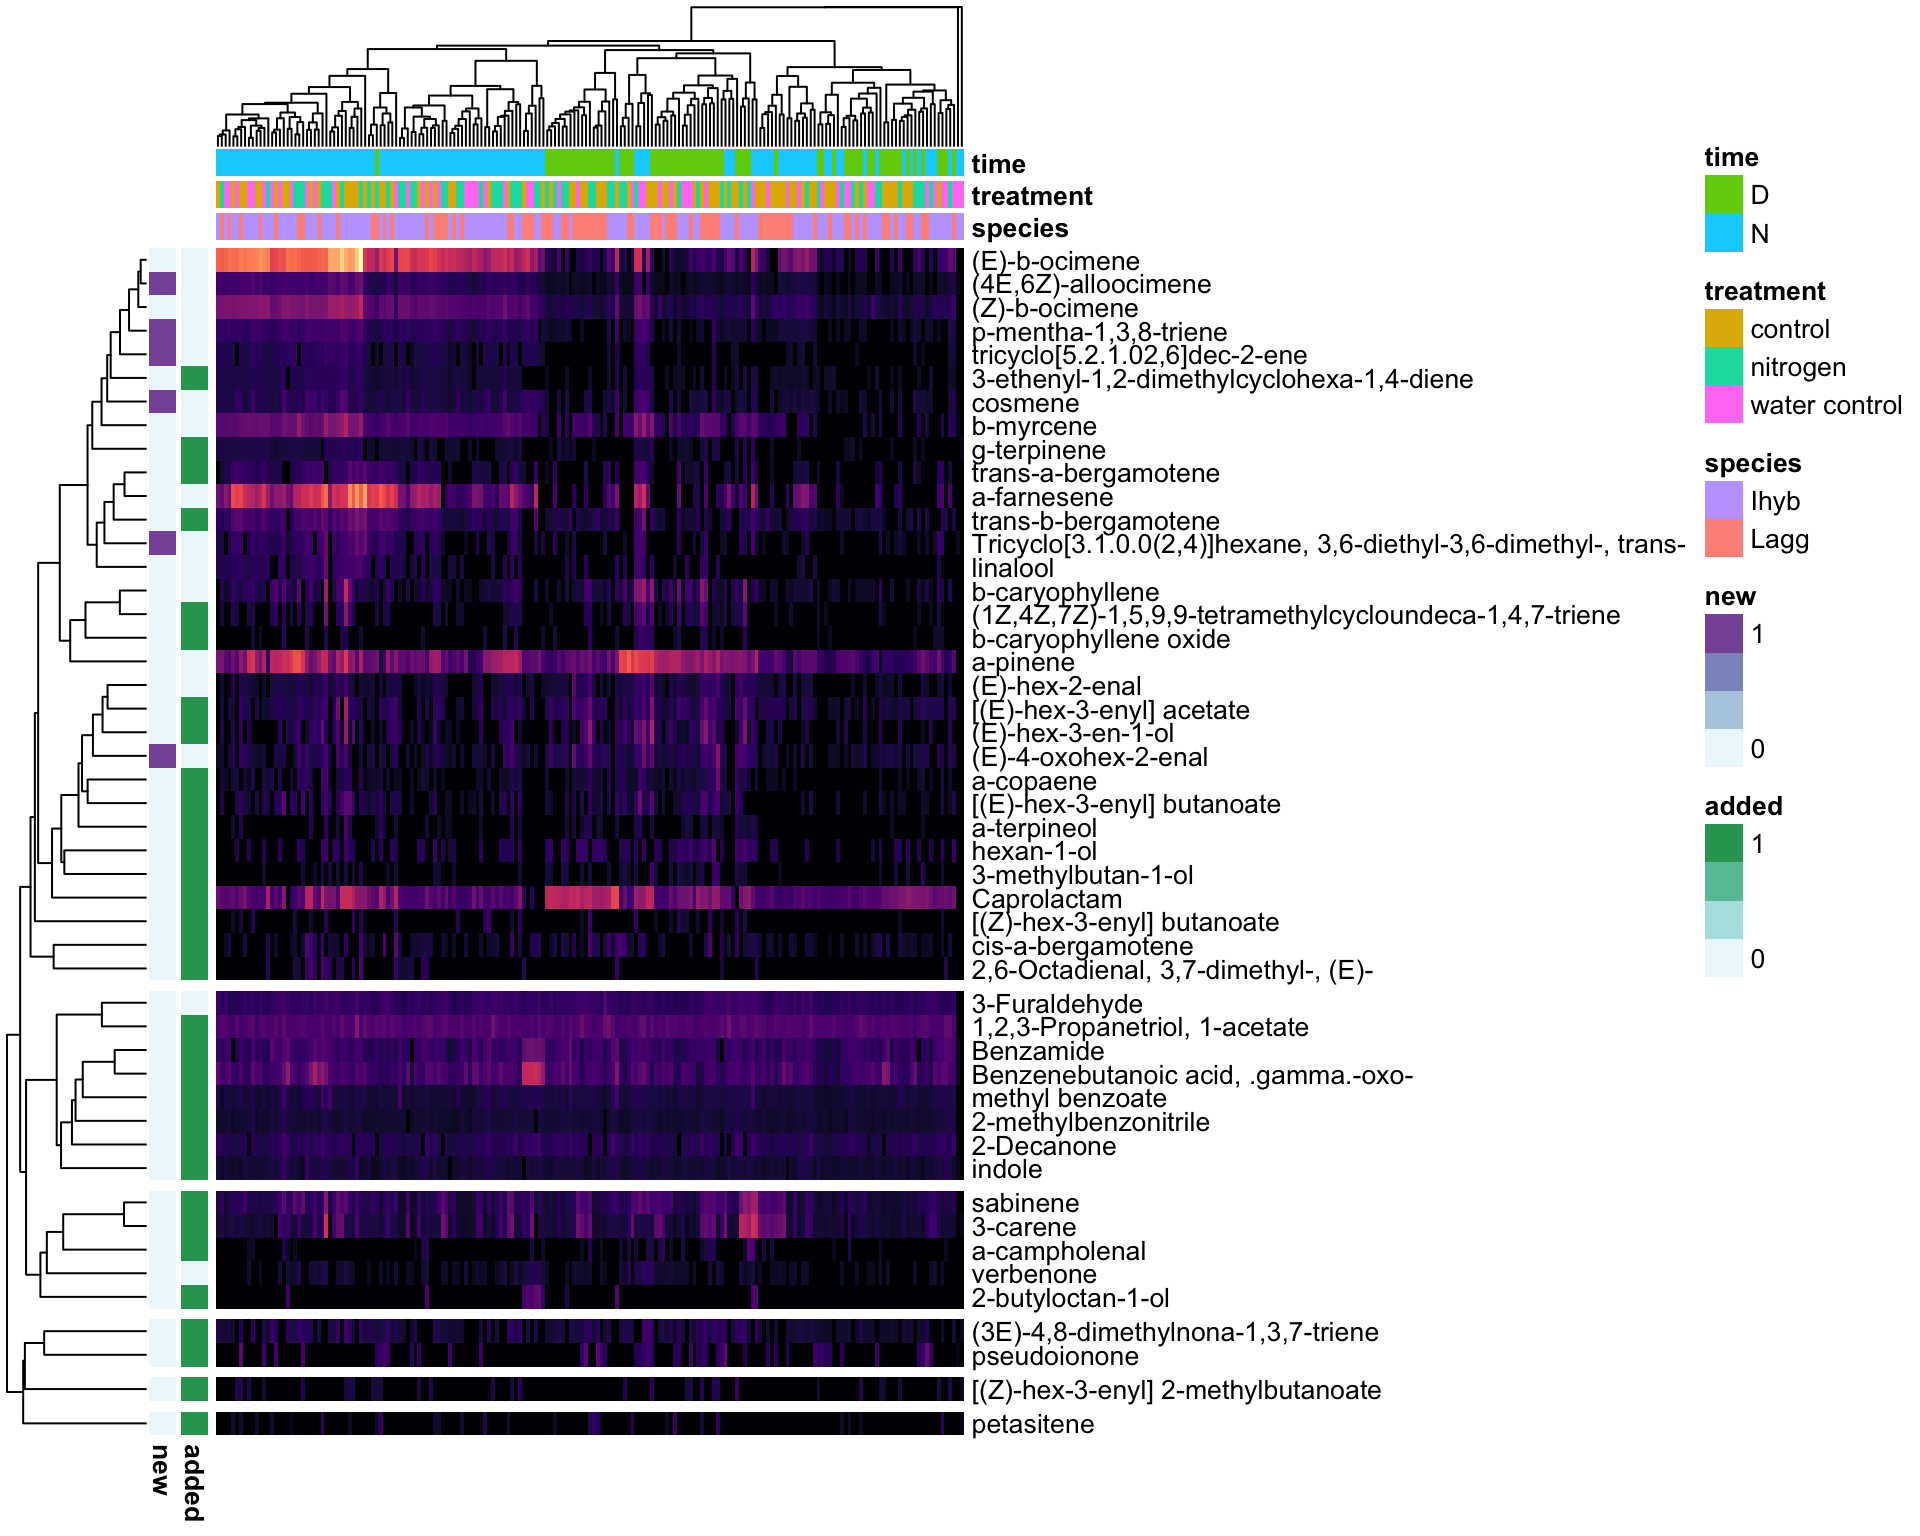 time
treatment
species
(E)-b-ocimene
(4E,6Z)-alloocimene
(Z)-b-ocimene
p-mentha-1,3,8-triene
tricyclo[5.2.1.02,6]dec-2-ene
3-ethenyl-1,2-dimethylcyclohexa-1,4-diene
cosmene
b-myrcene
g-terpinene
trans-a-bergamotene
a-farnesene
trans-b-bergamotene
Tricyclo[3.1.0.0(2,4)]hexane, 3,6-diethyl-3,6-dimethyl-, trans-
linalool
b-caryophyllene
(1Z,4Z,7Z)-1,5,9,9-tetramethylcycloundeca-1,4,7-triene
b-caryophyllene oxide
a-pinene
(E)-hex-2-enal
[(E)-hex-3-enyl] acetate
(E)-hex-3-en-1-ol
(E)-4-oxohex-2-enal
a-copaene
[(E)-hex-3-enyl] butanoate
a-terpineol
hexan-1-ol
3-methylbutan-1-ol
Caprolactam
[(Z)-hex-3-enyl] butanoate
cis-a-bergamotene
2,6-Octadienal, 3,7-dimethyl-, (E)-
3-Furaldehyde
1,2,3-Propanetriol, 1-acetate
Benzamide
Benzenebutanoic acid, .gamma.-oxo-
methyl benzoate
2-methylbenzonitrile
2-Decanone
indole
sabinene
3-carene
a-campholenal
verbenone
2-butyloctan-1-ol
(3E)-4,8-dimethylnona-1,3,7-triene
pseudoionone
[(Z)-hex-3-enyl] 2-methylbutanoate
petasitene
new
added
time
D
N
treatment
control
nitrogen
water control
species
Ihyb
Lagg
new
1
0
added
1
0